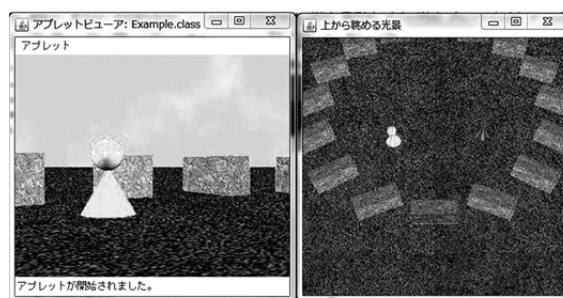 アプレットビューア: Example.class
アプレット
アプレットが開始されました。
上から眺める光景